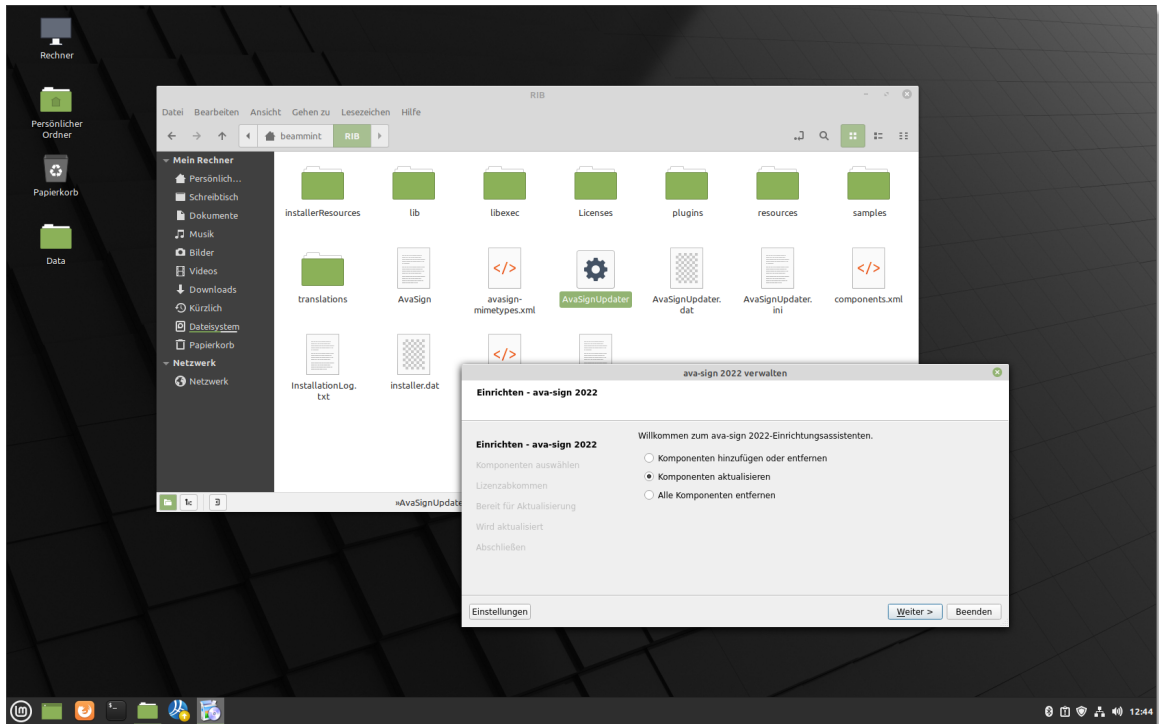 Rechner
Persönlicher
Ordner
Papierkorb
Data
RIB
Datei Bearbeiten Ansicht Gehen zu Lesezeichen Hilfe
beammint RIB
Mein Rechner
Persönlich...
Schreibtisch
Dokumente
Musik
Bilder
Videos
Downloads
Kürzlich
Dateisystem
Papierkorb
Netzwerk
Netzwerk
installerResources lib libexec Licenses plugins resources samples
translations AvaSign avasign-
mimetypes.xml AvaSignUpdater AvaSignUpdater.
dat AvaSignUpdater.
ini components.xml
InstallationLog.
txt installer.dat
»AvaSignUpdate
ava-sign 2022 verwalten
Einrichten - ava-sign 2022
Einrichten - ava-sign 2022
Komponenten auswählen
Lizenzabkommen
Bereit für Aktualisierung
Wird aktualisiert
Abschließen
Willkommen zum ava-sign 2022-Einrichtungsassistenten.
Komponenten hinzufügen oder entfernen
Komponenten aktualisieren
Alle Komponenten entfernen
Einstellungen Weiter > Beenden
12:44